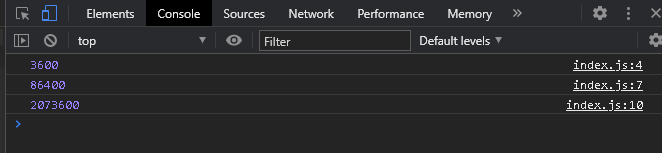 Elements Console Sources Network Performance Memory »
top ▼ Filter Default levels ▼
3600 index.js:4
86400 index.js:7
2073600 index.js:10
>